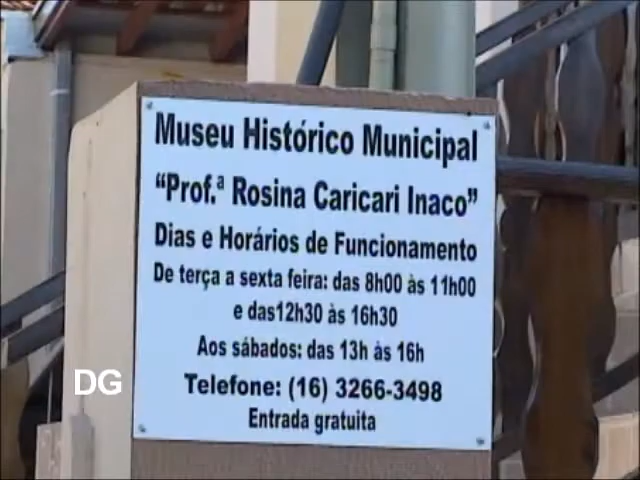 Museu Histórico Municipal
“Prof.ª Rosina Caricari Inaco”
Dias e Horários de Funcionamento
De terça a sexta feira: das 8h00 às 11h00
e das12h30 às 16h30
Aos sábados: das 13h às 16h
Telefone: (16) 3266-3498
Entrada gratuita
DG